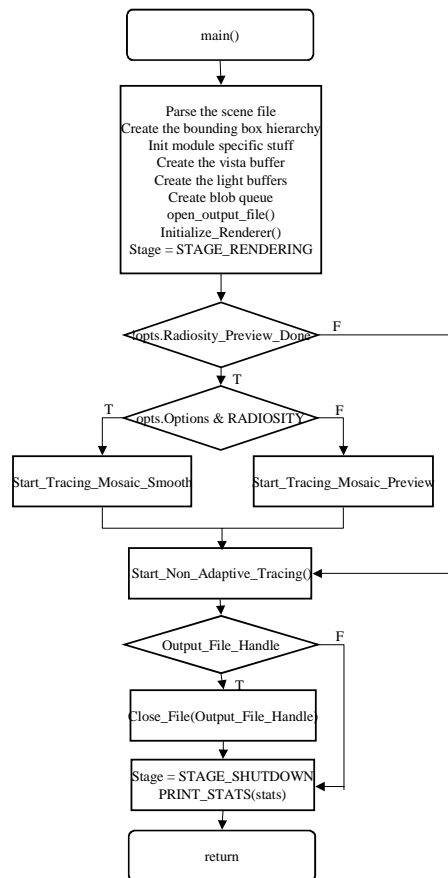 main()
Parse the scene file
Create the bounding box hierarchy
Init module specific stuff
Create the vista buffer
Create the light buffers
Create blob queue
open_output_file()
Initialize_Renderer()
Stage = STAGE_RENDERING
!opts.Radiosity_Preview_Done
F
T
opts.Options & RADIOSITY
T
F
Start_Tracing_Mosaic_Smooth
Start_Tracing_Mosaic_Preview
Start_Non_Adaptive_Tracing()
Output_File_Handle
F
T
Close_File(Output_File_Handle)
Stage = STAGE_SHUTDOWN
PRINT_STATS(stats)
return